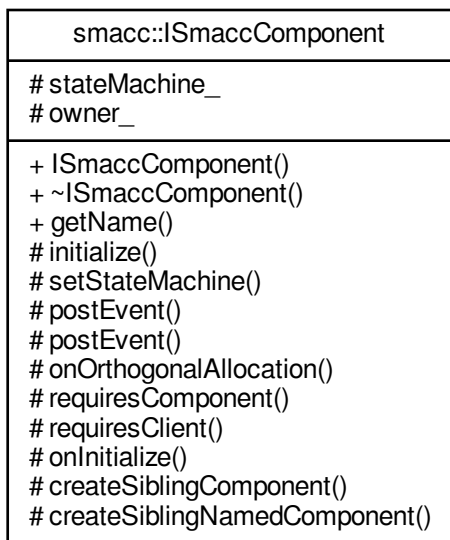 smacc::ISmaccComponent
# stateMachine_
# owner_
+ ISmaccComponent()
+ ~ISmaccComponent()
+ getName()
# initialize()
# setStateMachine()
# postEvent()
# postEvent()
# onOrthogonalAllocation()
# requiresComponent()
# requiresClient()
# onInitialize()
# createSiblingComponent()
# createSiblingNamedComponent()